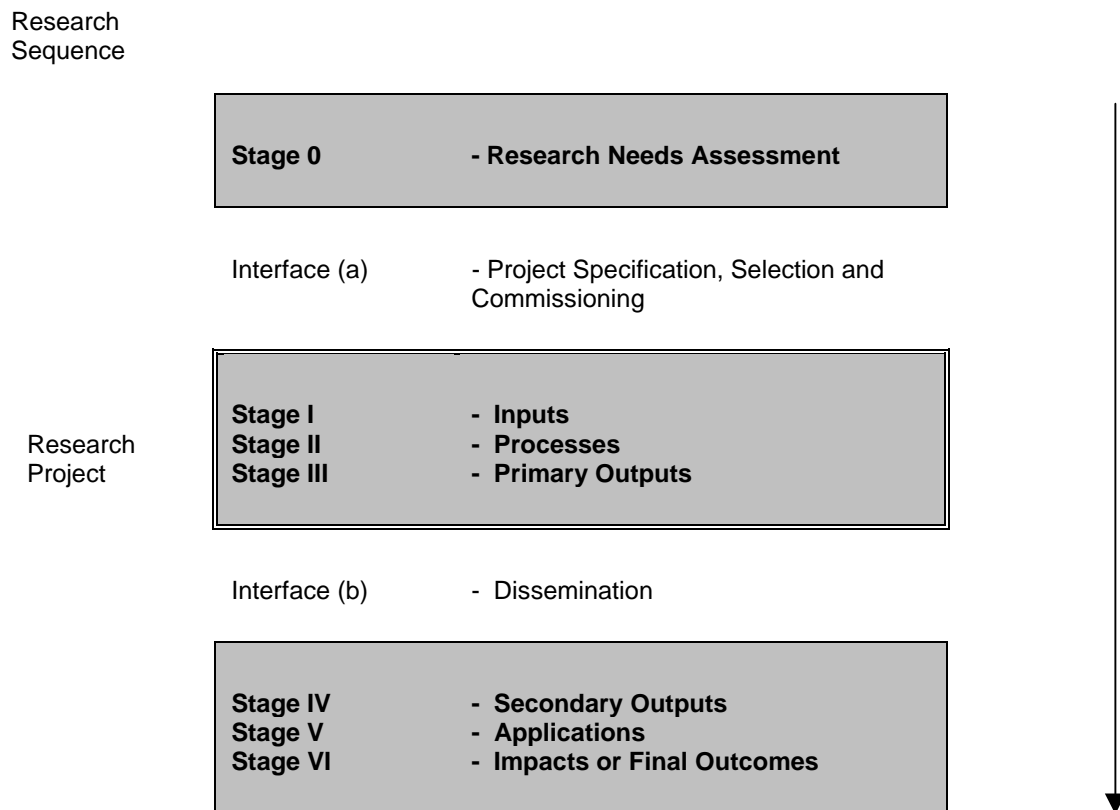 Research
Sequence
Stage 0 - Research Needs Assessment
Interface (a) - Project Specification, Selection and
Commissioning
Stage I - Inputs
Research Stage II - Processes
Project Stage III - Primary Outputs
Interface (b) - Dissemination
Stage IV - Secondary Outputs
Stage V - Applications
Stage VI - Impacts or Final Outcomes